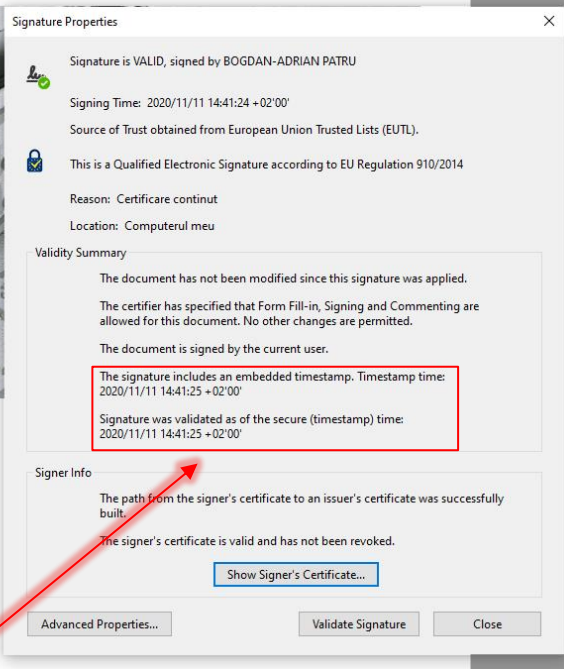 Signature Properties
Signature is VALID, signed by BOGDAN-ADRIAN PATRU
Signing Time: 2020/11/11 14:41:24 +02'00'
Source of Trust obtained from European Union Trusted Lists (EUTL).
This is a Qualified Electronic Signature according to EU Regulation 910/2014
Reason: Certificare continut
Location: Computerul meu
Validity Summary
The document has not been modified since this signature was applied.
The certifier has specified that Form Fill-in, Signing and Commenting are
allowed for this document. No other changes are permitted.
The document is signed by the current user.
The signature includes an embedded timestamp. Timestamp time:
2020/11/11 14:41:25 +02'00'
Signature was validated as of the secure (timestamp) time:
2020/11/11 14:41:25 +02'00'
Signer Info
The path from the signer's certificate to an issuer's certificate was successfully
built.
The signer's certificate is valid and has not been revoked.
Show Signer's Certificate...
Advanced Properties...
Validate Signature
Close